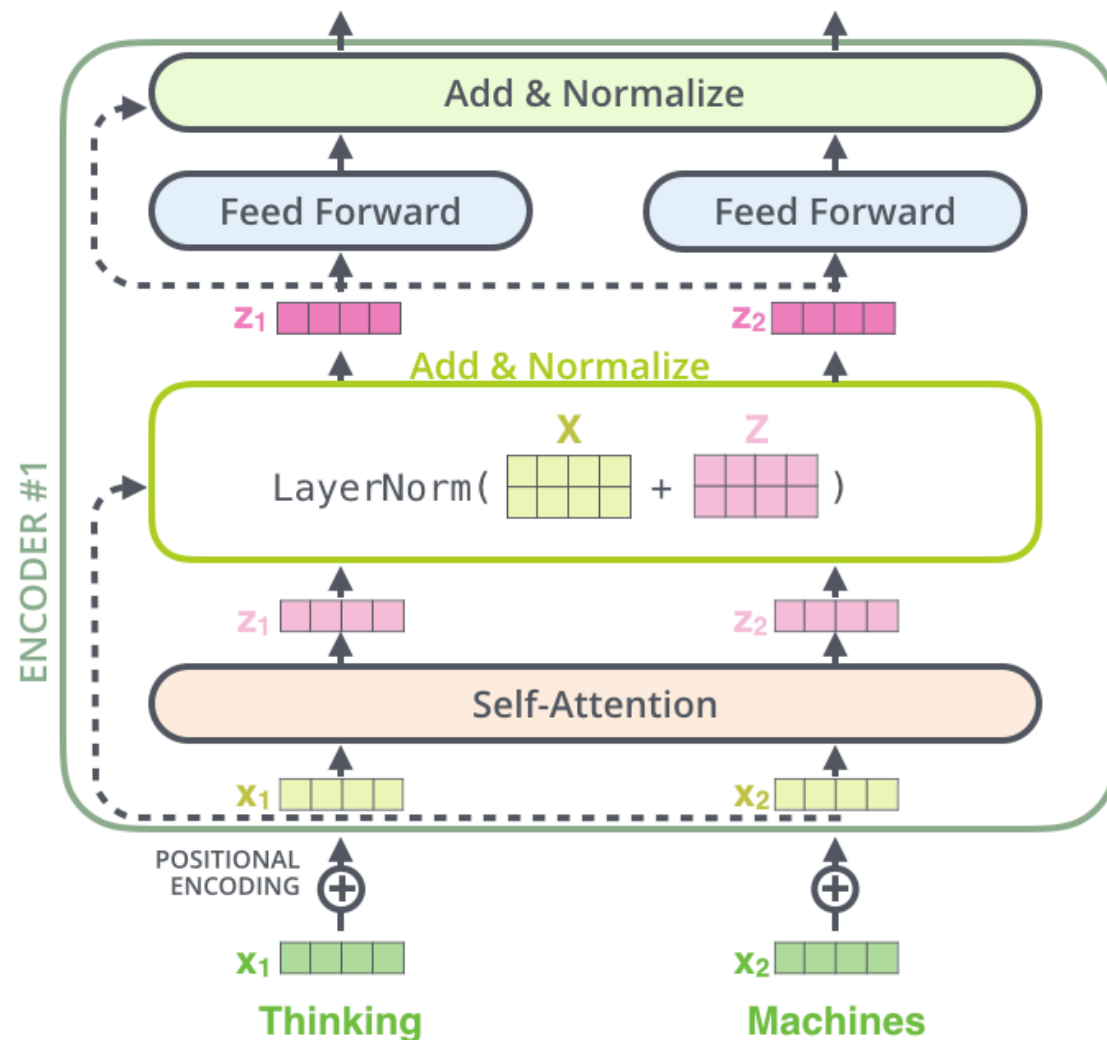 Add & Normalize
Feed Forward Feed Forward
z1 z2
Add & Normalize
X Z
LayerNorm( + )
ENCODER #1
z1 z2
Self-Attention
x1 x2
POSITIONAL
ENCODING
x1 x2
Thinking Machines